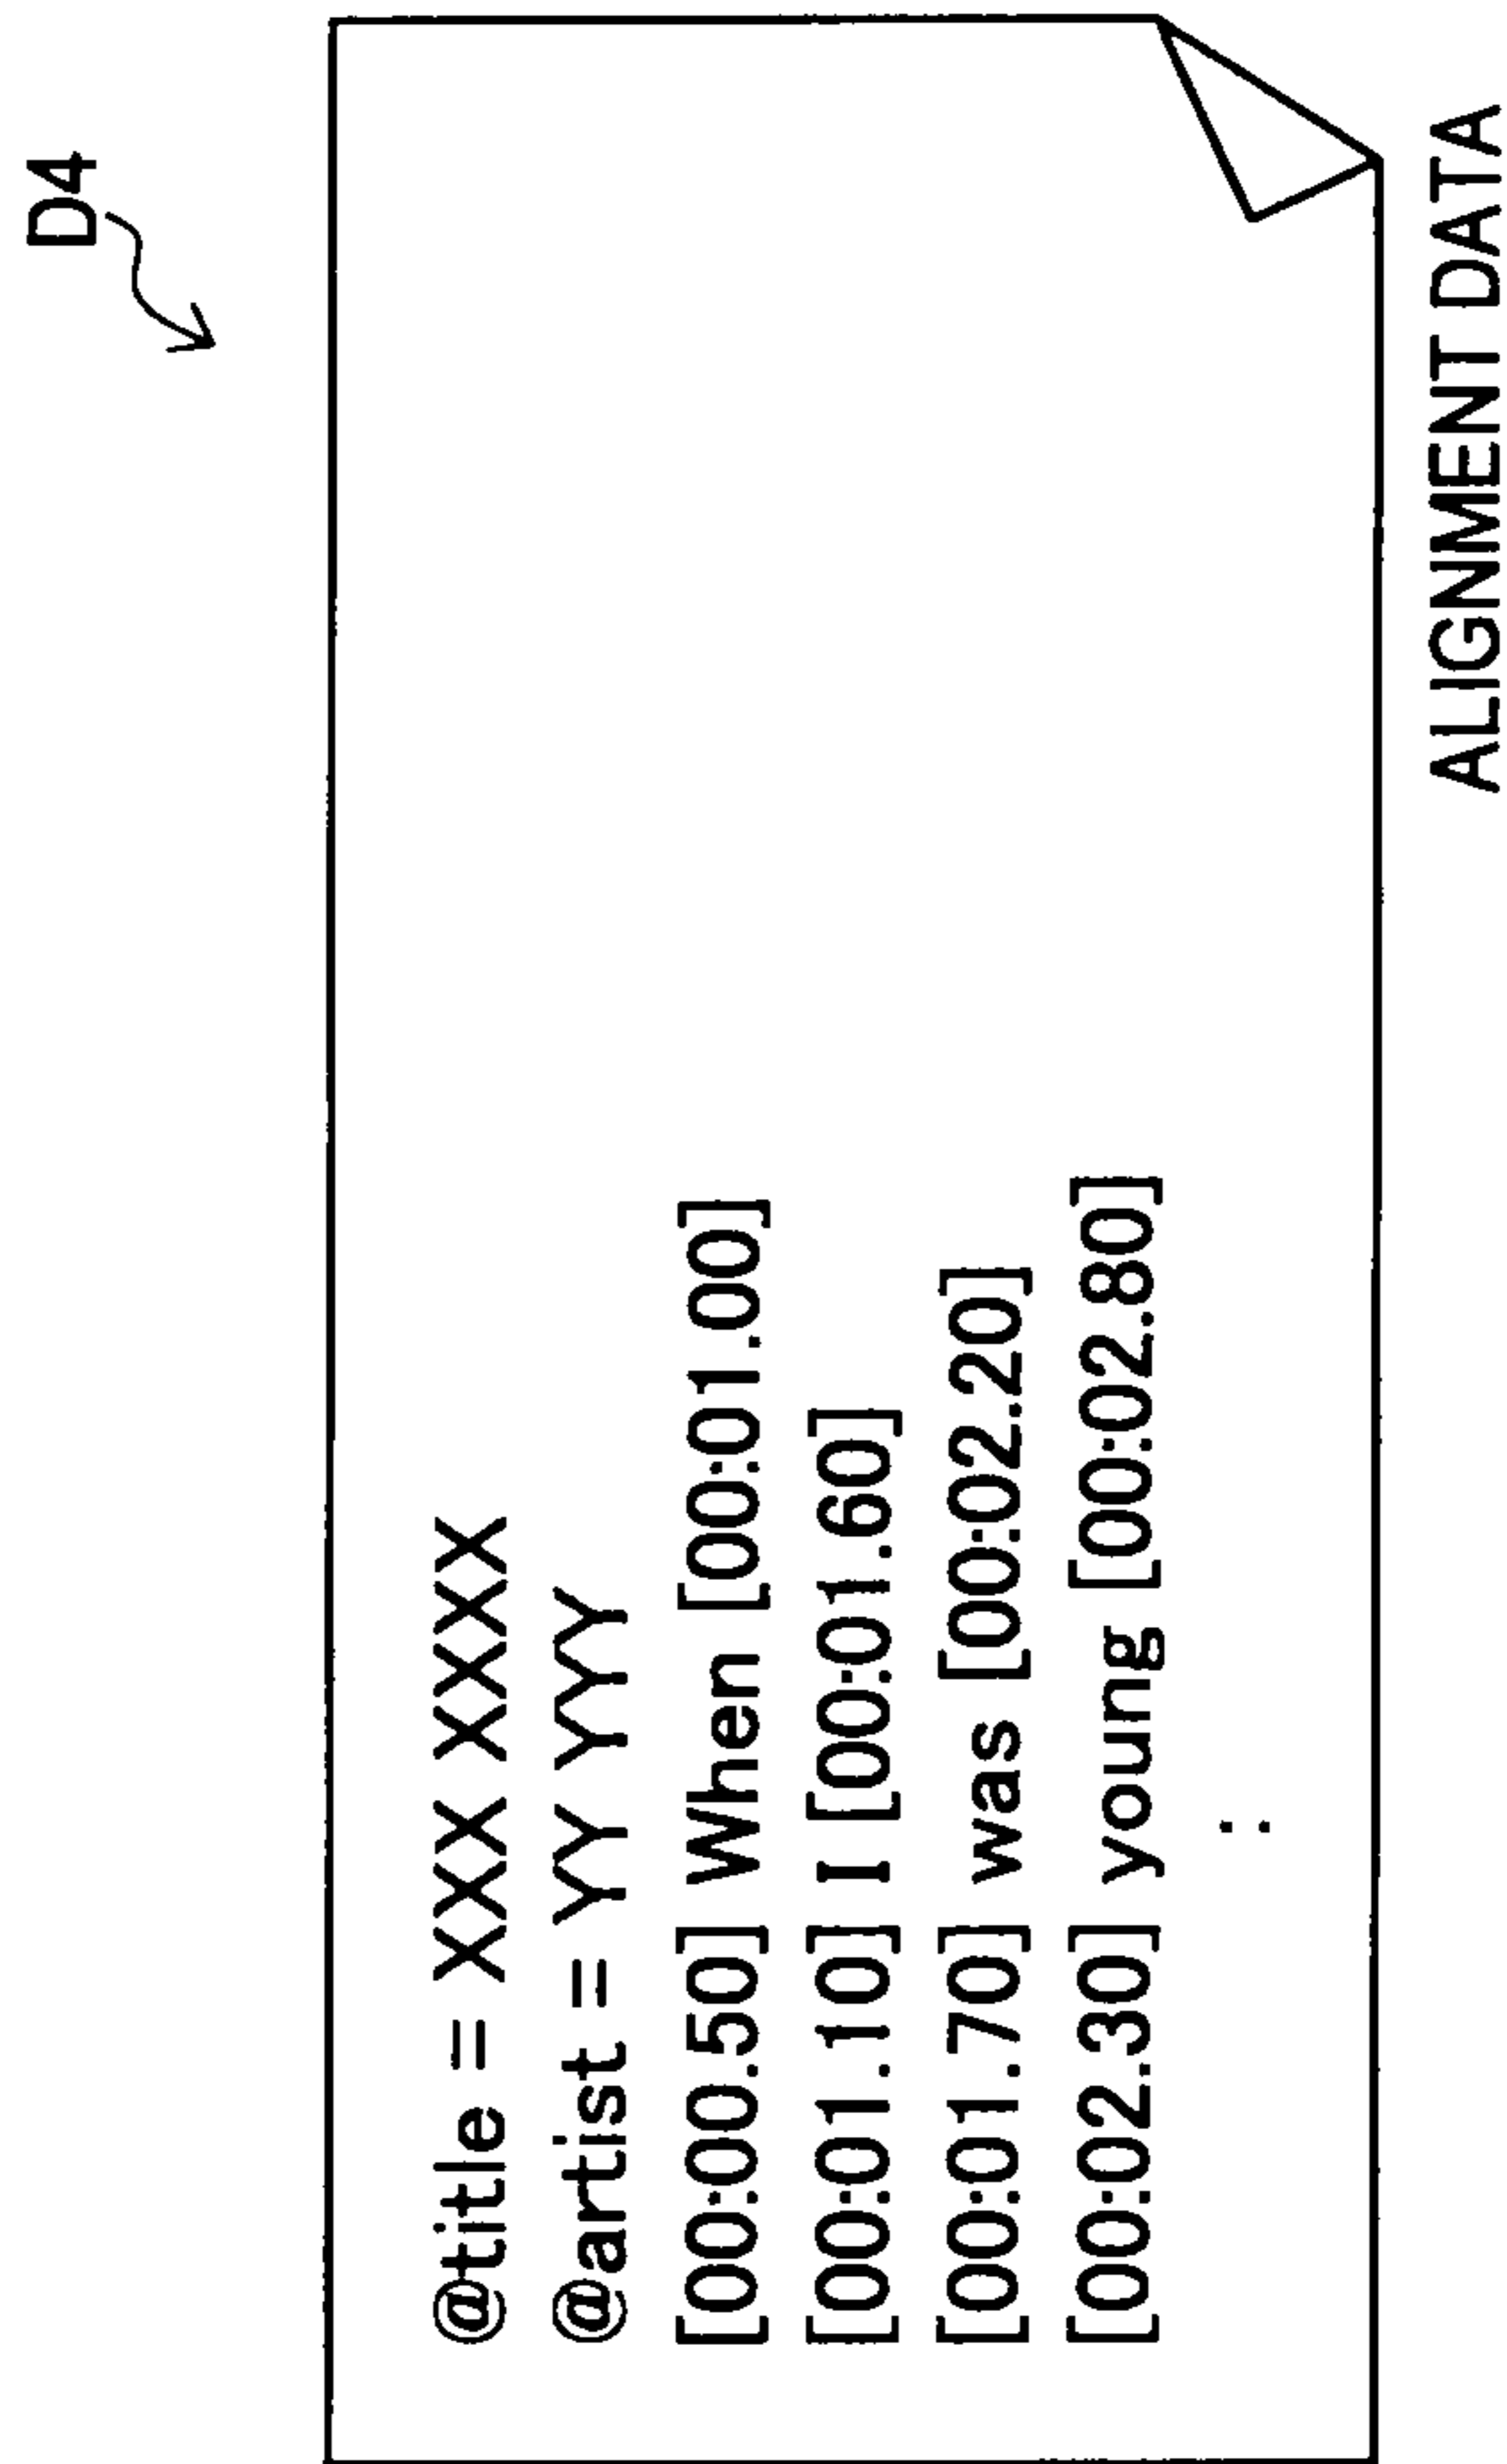 D4
@title = XXX XXXX
@artist = YY YYY
[00:00.50] When [00:01.00]
[00:01.10] I [00:01.60]
[00:01.70] was [00:02.20]
[00:02.30] young [00:02.80]
:
ALIGNMENT DATA